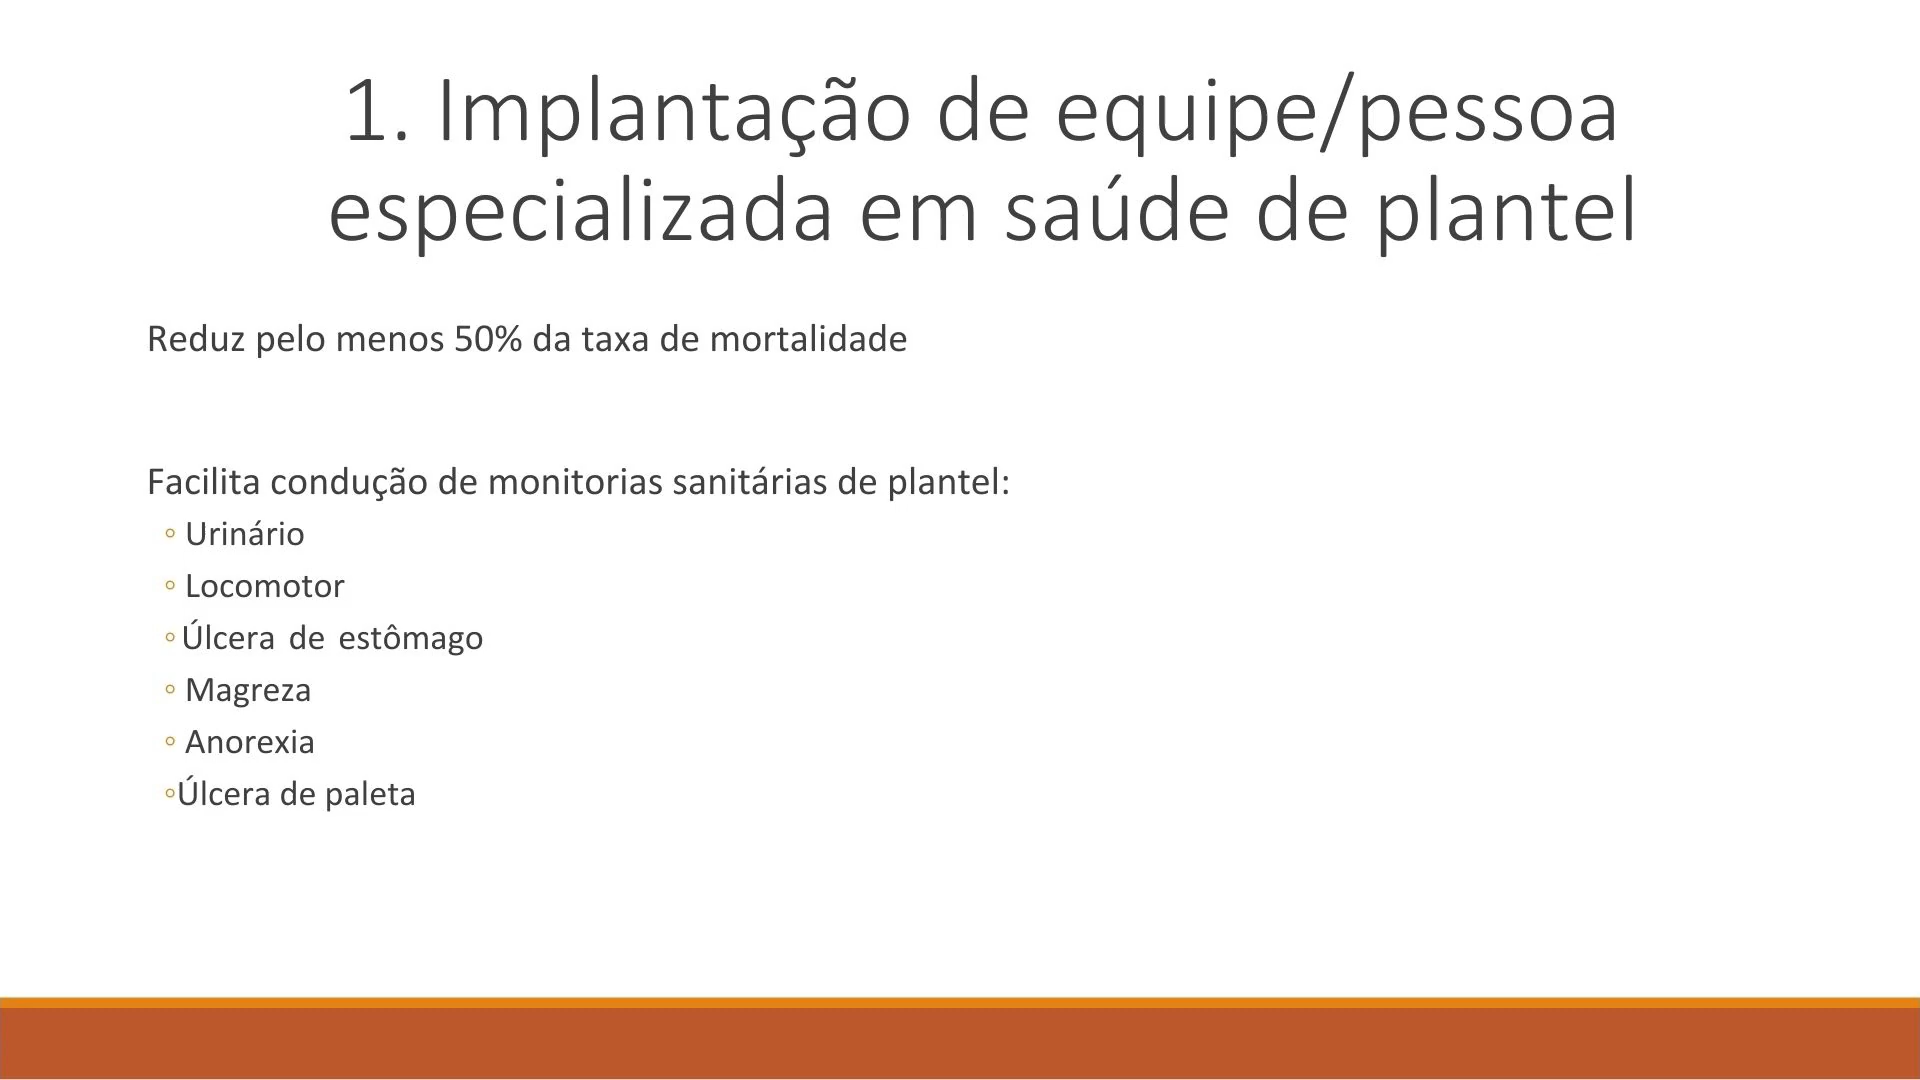 1. Implantação de equipe/pessoa
especializada em saúde de plantel
Reduz pelo menos 50% da taxa de mortalidade
Facilita condução de monitorias sanitárias de plantel:
◦ Urinário
◦ Locomotor
◦ Úlcera de estômago
◦ Magreza
◦ Anorexia
◦Úlcera de paleta